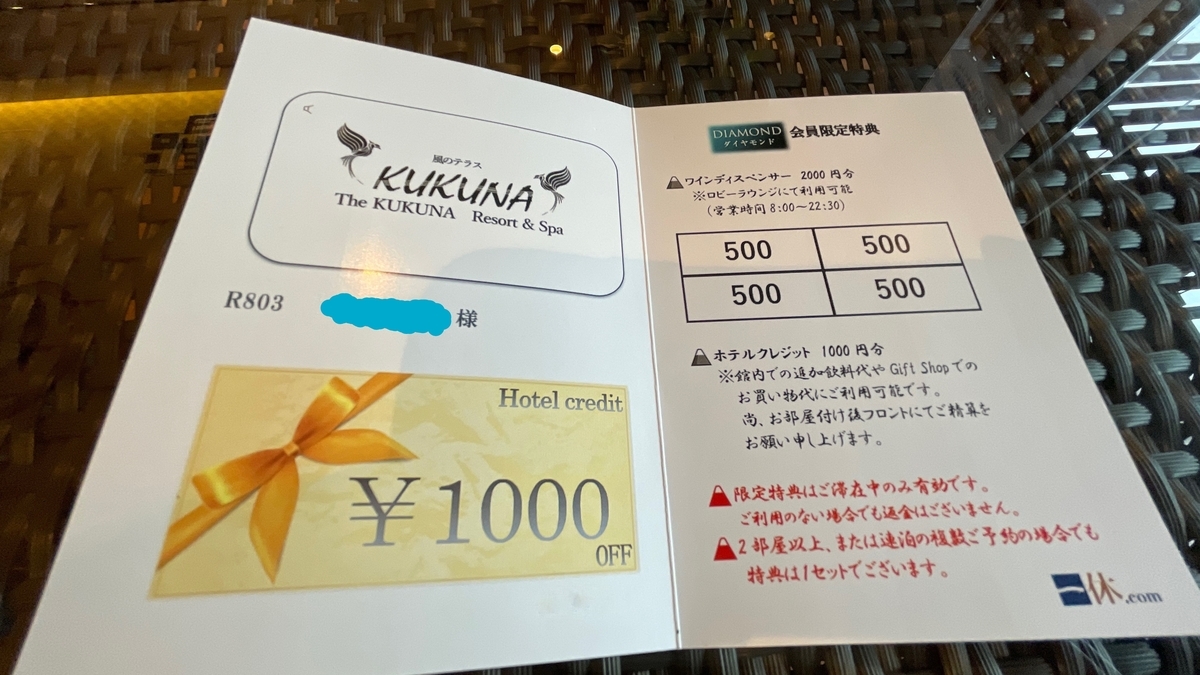 A
風のテラス
KUKUNA
The KUKUNA Resort & Spa
R803 様
Hotel credit
¥1000
OFF
DIAMOND
ダイヤモンド
会員限定特典
ワインディスペンサー 2000円分
※ロビーラウンジにて利用可能
(営業時間8:00~22:30)
500 500
500 500
ホテルクレジット 1000円分
※館内での追加飲料代やGift Shopでの
お買い物代にご利用可能です。
尚、お部屋付け後フロントにてご精算を
お願い申し上げます。
限定特典はご滞在中のみ有効です。
ご利用のない場合でも返金はございません。
2部屋以上、または連泊の複数ご予約の場合でも
特典は1セットでございます。
一休.com